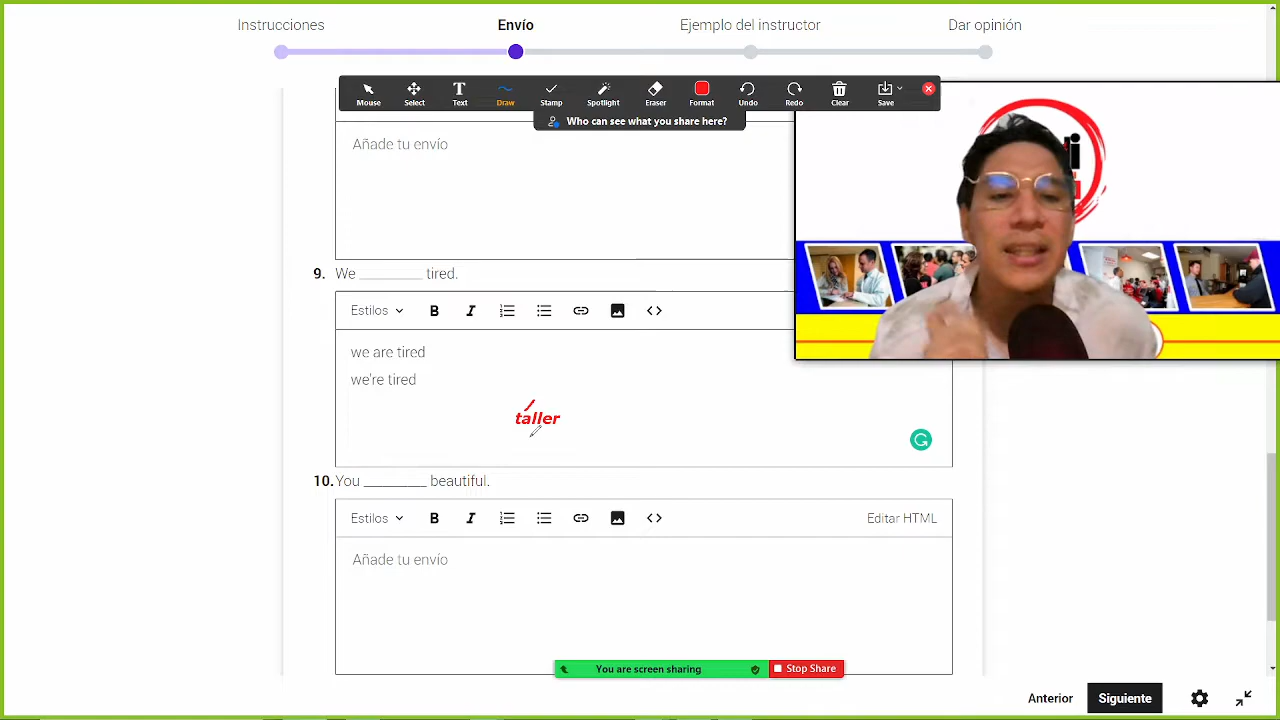 Instrucciones
Envío
Ejemplo del instructor
Dar opinión
Mouse
Select
Text
Draw
Stamp
Spotlight
Eraser
Format
Undo
Redo
Clear
Save
Who can see what you share here?
Añade tu envío
9. We ________ tired.
Estilos
we are tired
we're tired
taller
10. You ________ beautiful.
Estilos
Editar HTML
Añade tu envío
You are screen sharing
Stop Share
Anterior
Siguiente